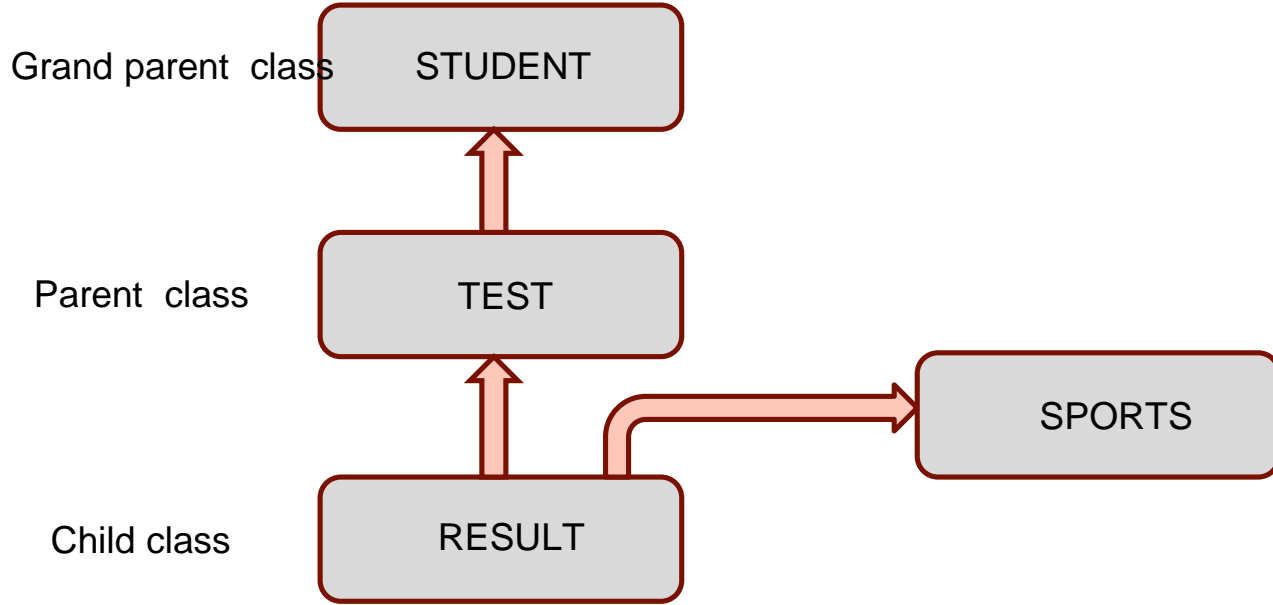 Grand parent  class
STUDENT
Parent  class
TEST
SPORTS
Child class
RESULT